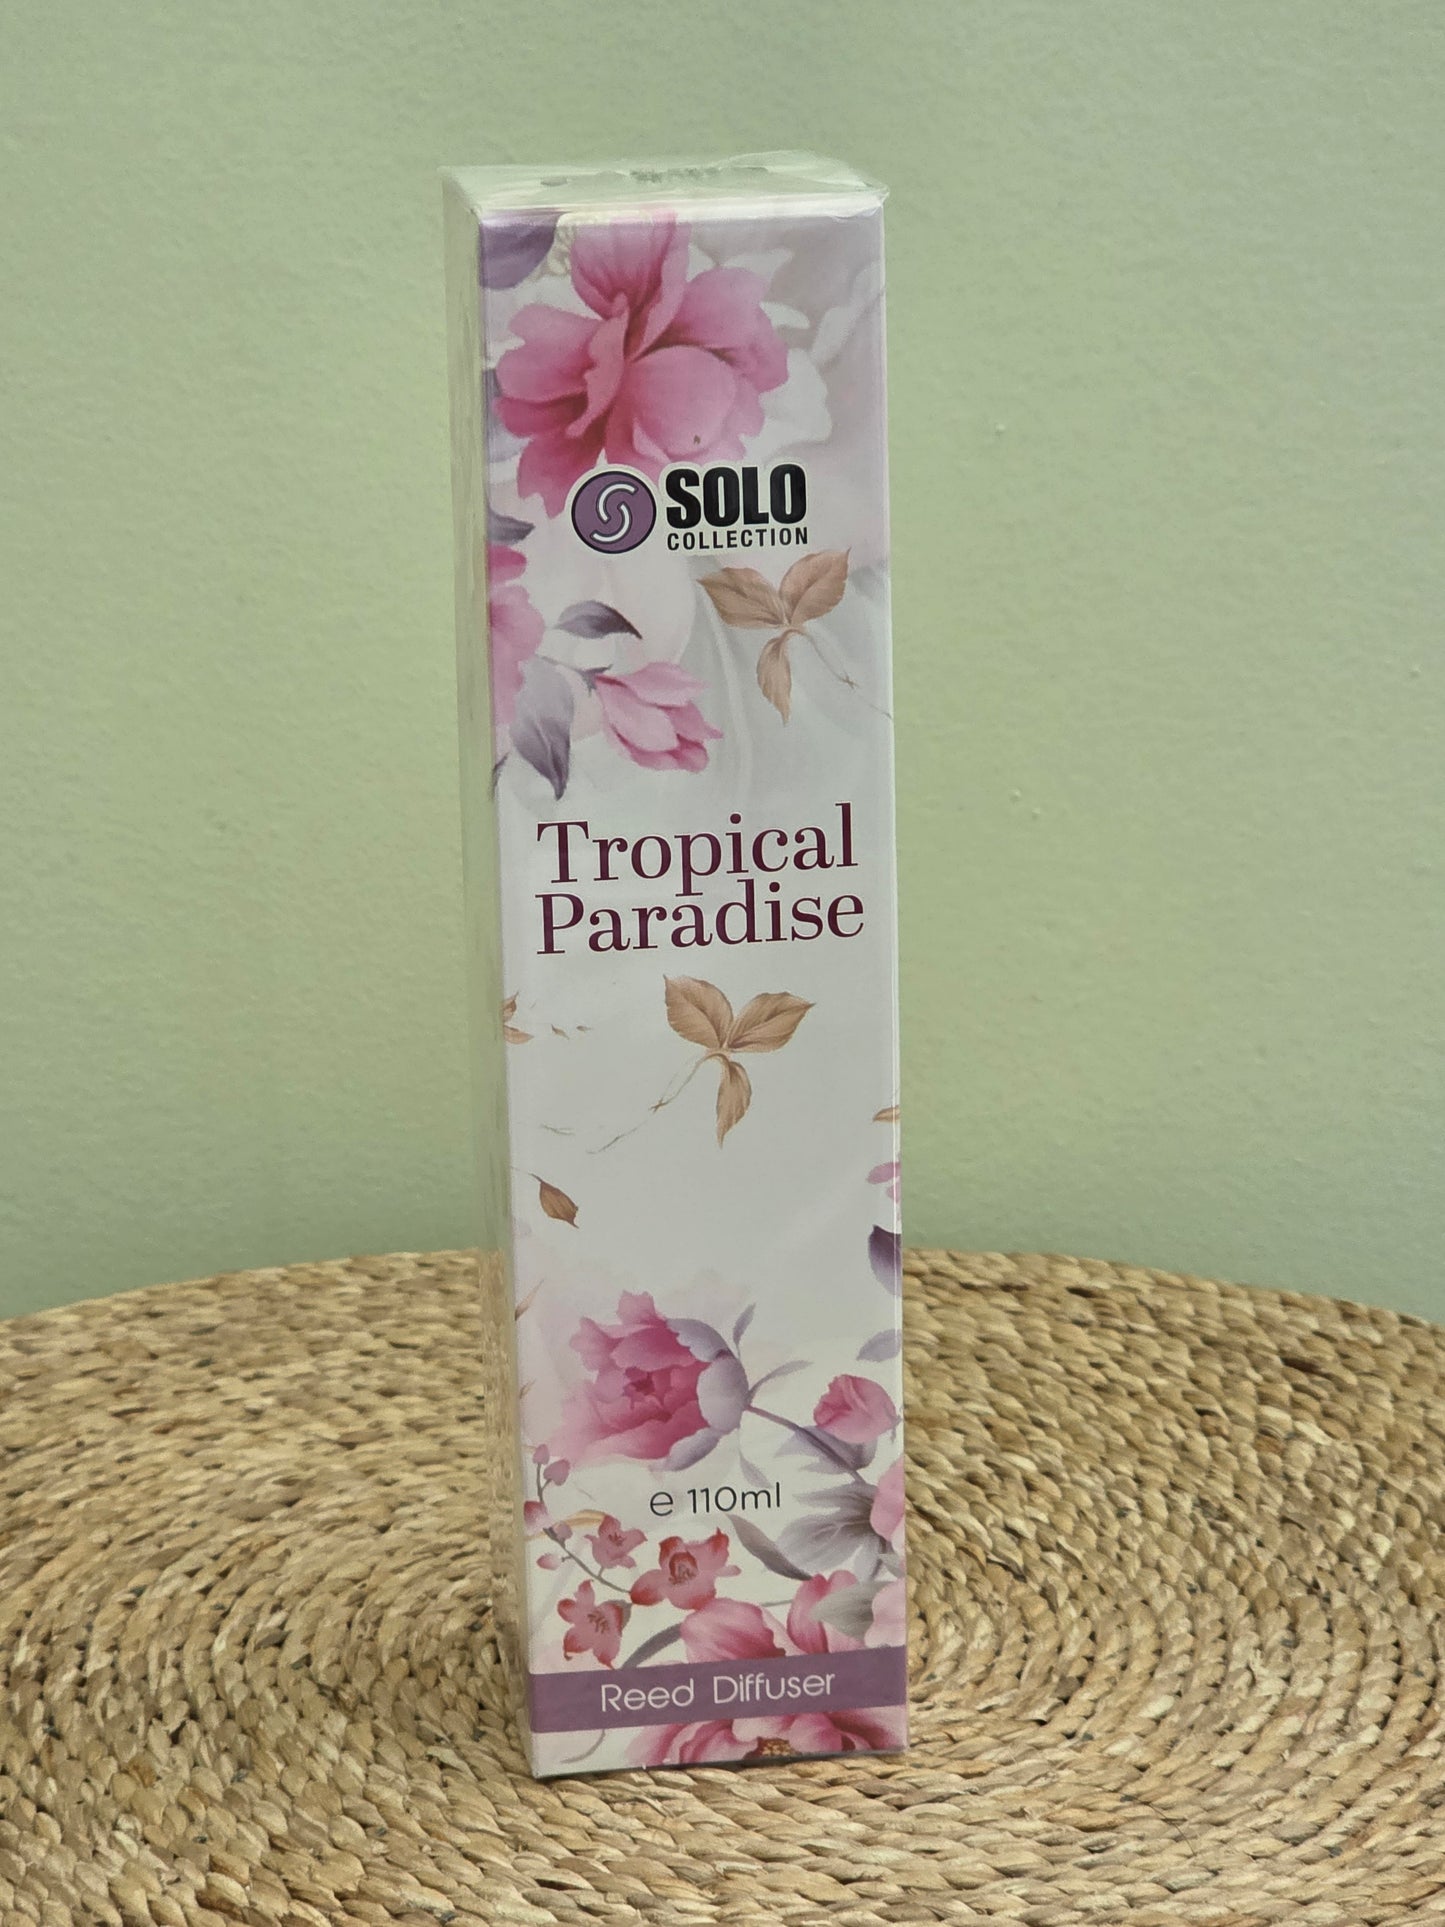 SOLO
COLLECTION
Tropical
Paradise
℮ 110ml
Reed Diffuser